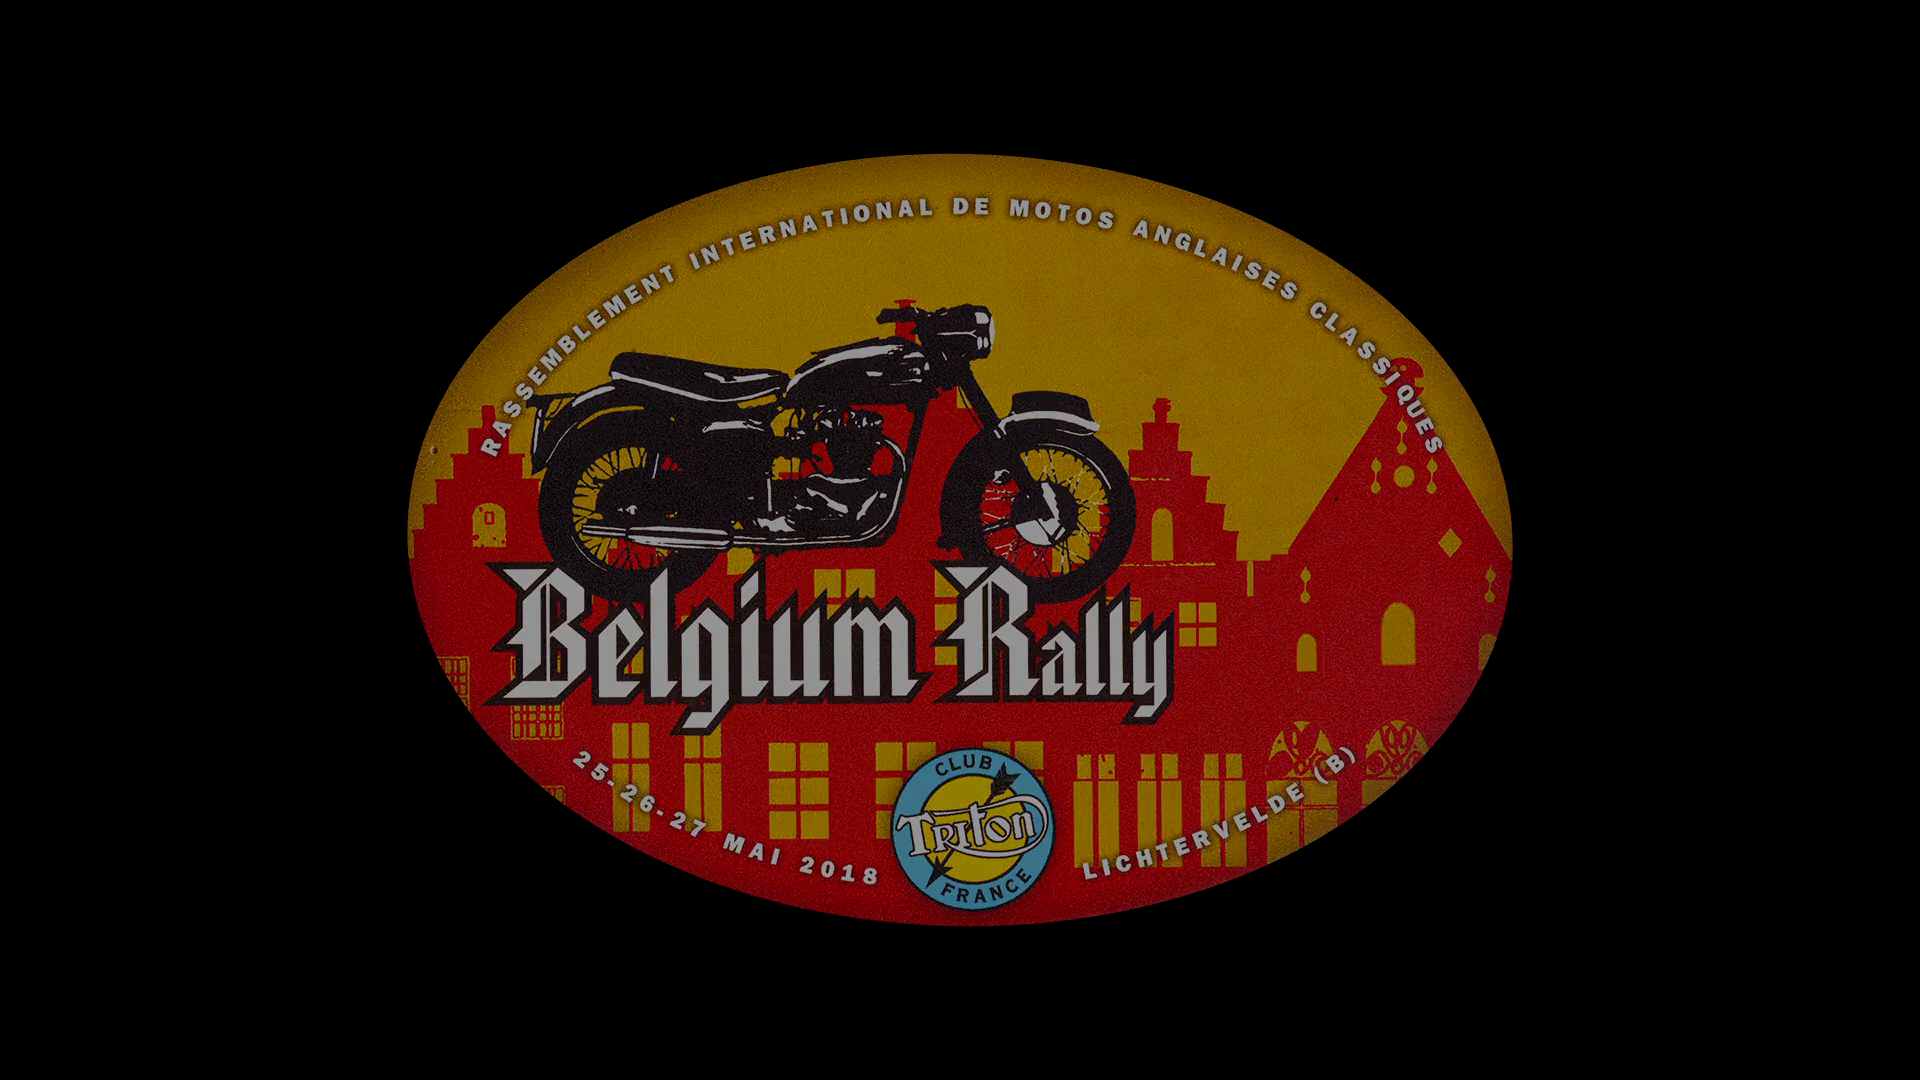 RASSEMBLEMENT INTERNATIONAL DE MOTOS ANGLAISES CLASSIQUES
Belgium Rally
25-26-27 MAI 2018
CLUB
TRITON
FRANCE
LICHTERVELDE (B)